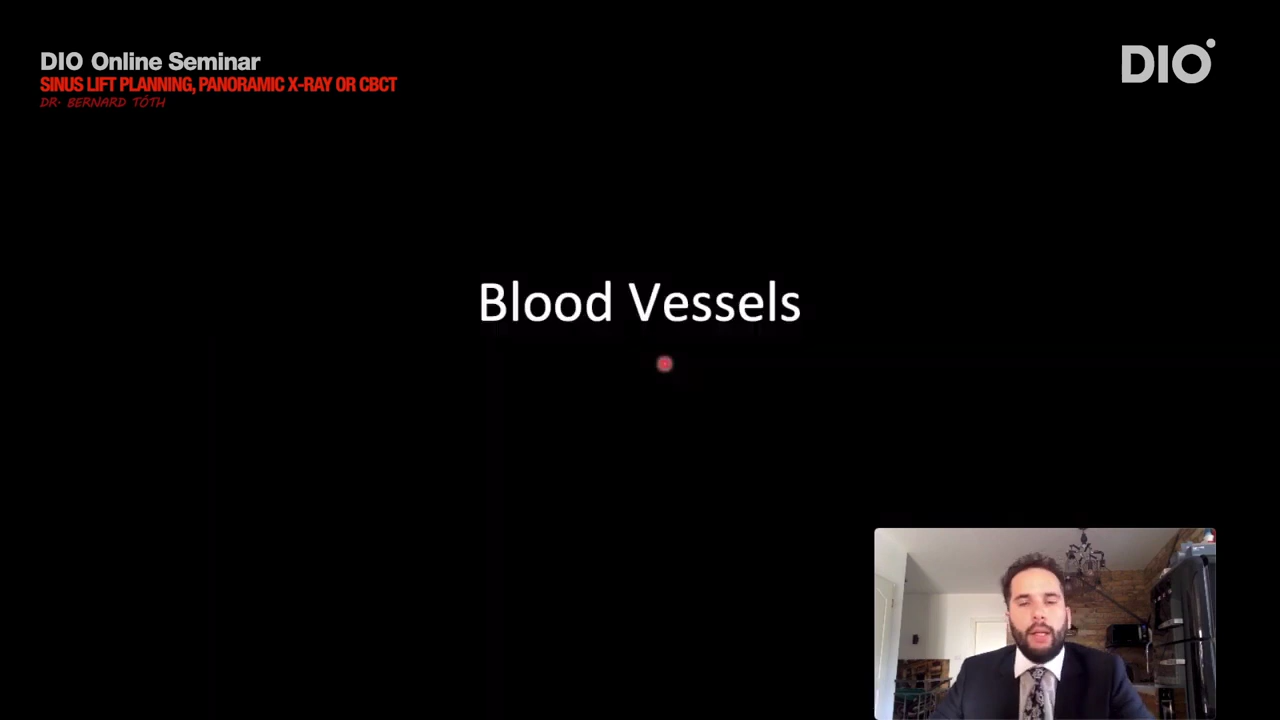 DIO Online Seminar
DIO
SINUS LIFT PLANNING, PANORAMIC X-RAY OR CBCT
DR. BERNARD TÓTH
Blood Vessels